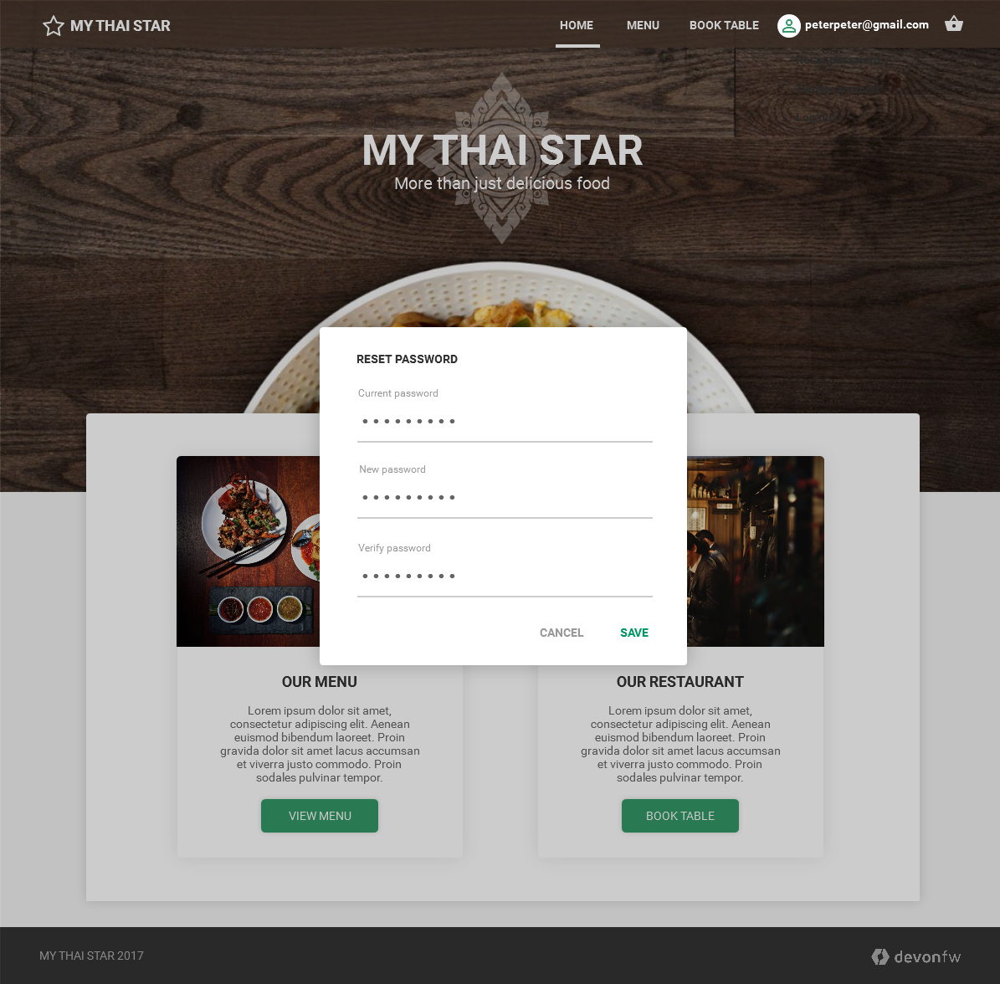 MY THAI STAR
HOME
MENU
BOOK TABLE
peterpeter@gmail.com
MY THAI STAR
More than just delicious food
RESET PASSWORD
Current password
New password
Verify password
CANCEL
SAVE
OUR MENU
Lorem ipsum dolor sit amet,
consectetur adipiscing elit. Aenean
euismod bibendum laoreet. Proin
gravida dolor sit amet lacus accumsan
et viverra justo commodo. Proin
sodales pulvinar tempor.
VIEW MENU
OUR RESTAURANT
Lorem ipsum dolor sit amet,
consectetur adipiscing elit. Aenean
euismod bibendum laoreet. Proin
gravida dolor sit amet lacus accumsan
et viverra justo commodo. Proin
sodales pulvinar tempor.
BOOK TABLE
MY THAI STAR 2017
devonfw